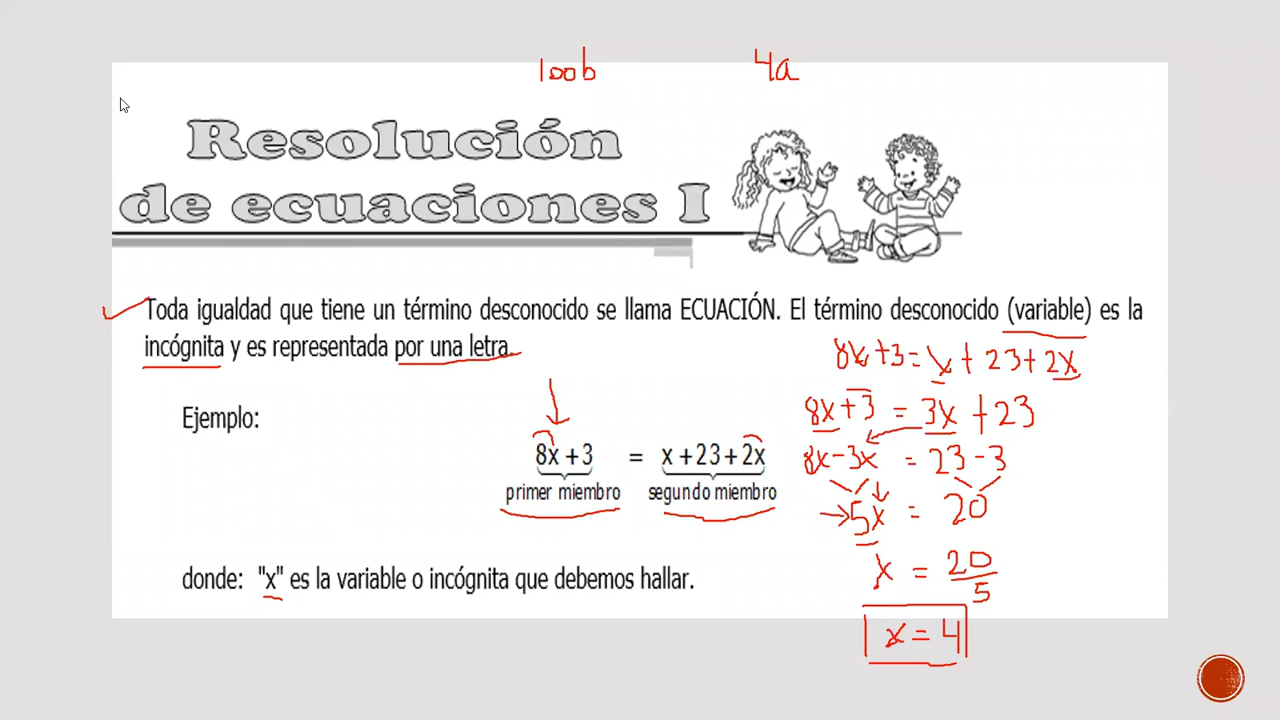 100b 4a
Resolución
de ecuaciones I
Toda igualdad que tiene un término desconocido se llama ECUACIÓN. El término desconocido (variable) es la
incógnita y es representada por una letra.
8x+3=x+23+2x
Ejemplo:
8x+3 = 3x+23
8x+3 = x+23+2x
primer miembro segundo miembro
8x-3x = 23-3
5x = 20
donde: "x" es la variable o incógnita que debemos hallar.
x = 20/5
x=4